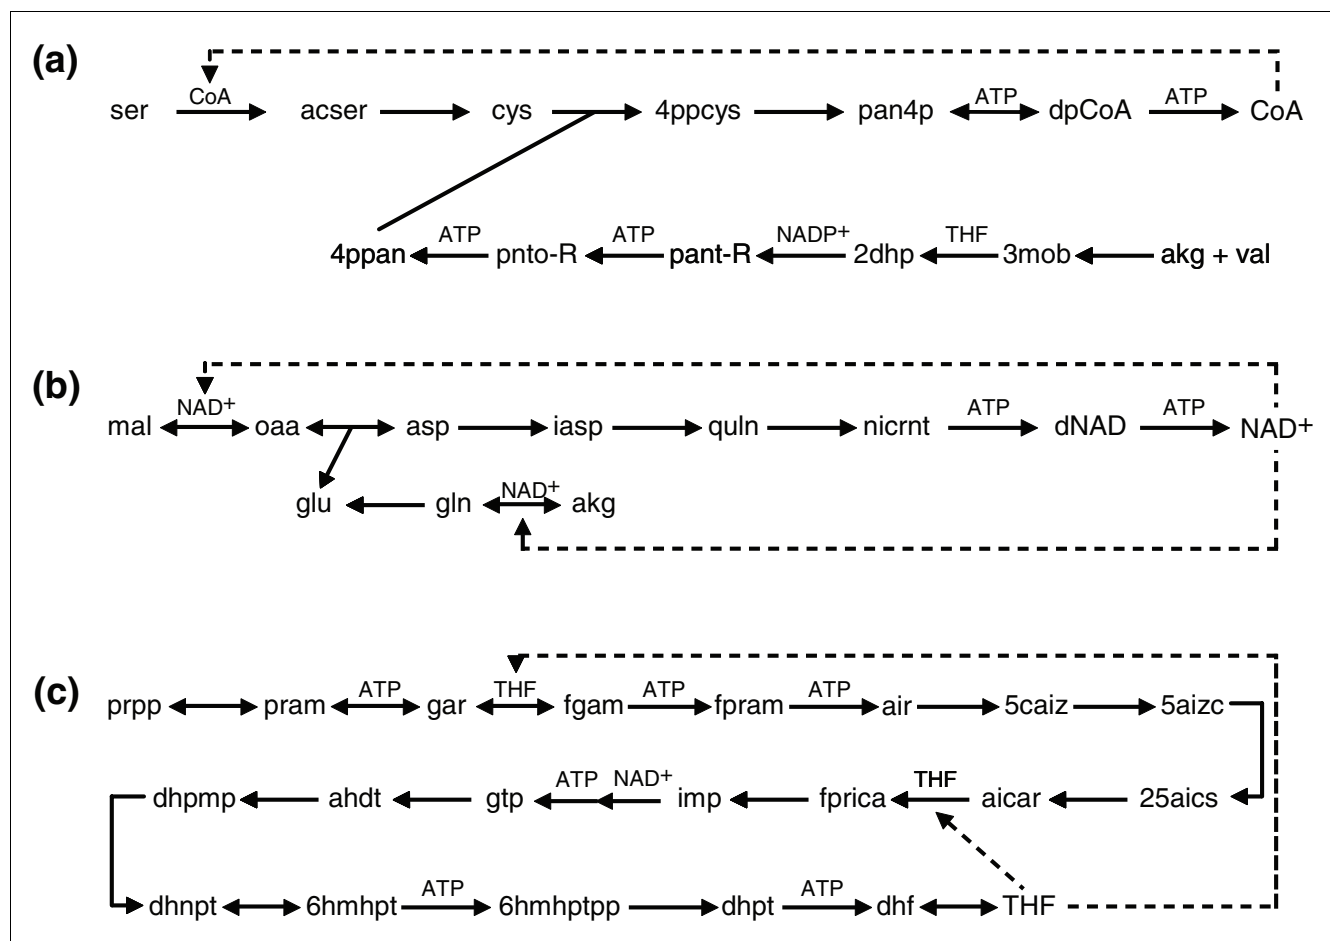 (a)
CoA ATP ATP
ser acser cys 4ppcys pan4p dpCoA CoA
ATP ATP NADP+ THF
4ppan pnto-R pant-R 2dhp 3mob akg + val
(b)
NAD+ ATP ATP
mal oaa asp iasp quln nicrnt dNAD NAD+
NAD+
glu gln akg
(c)
ATP THF ATP ATP
prpp pram gar fgam fpram air 5caiz 5aizc
ATP NAD+ THF
dhpmp ahdt gtp imp fprica aicar 25aics
ATP ATP
dhnpt 6hmhpt 6hmhptpp dhpt dhf THF